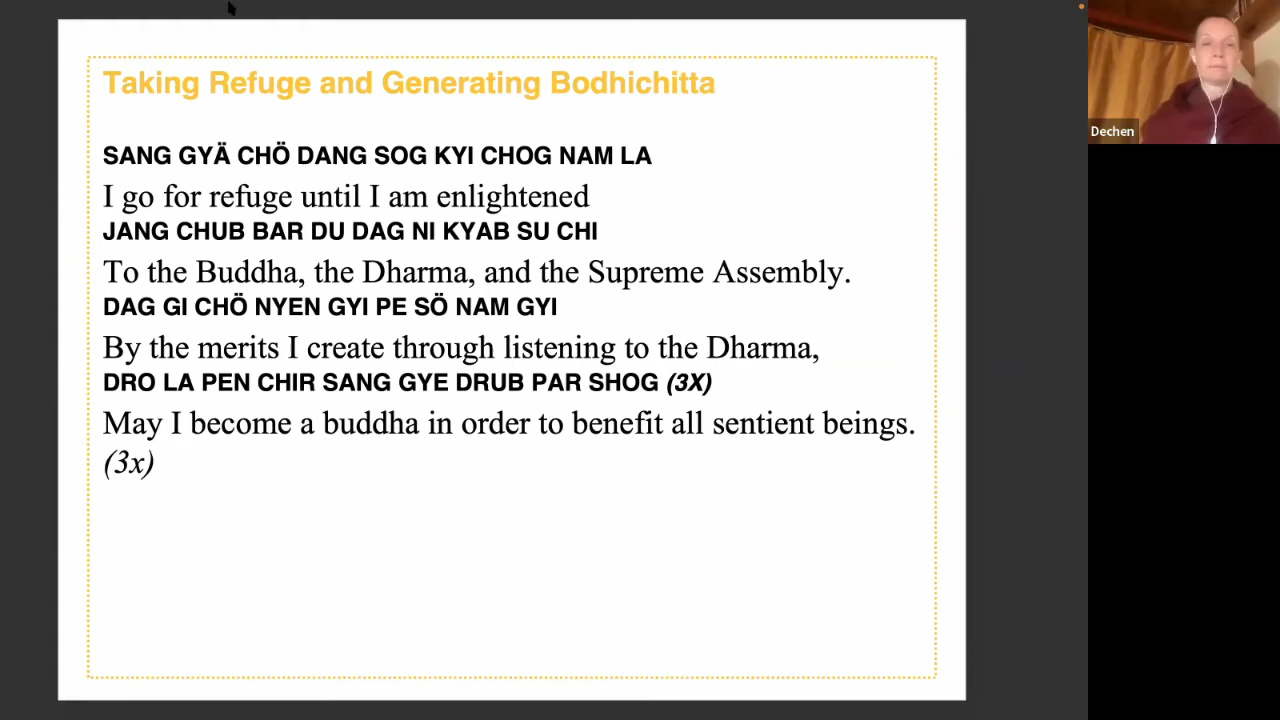 Taking Refuge and Generating Bodhichitta
SANG GYÄ CHÖ DANG SOG KYI CHOG NAM LA
I go for refuge until I am enlightened
JANG CHUB BAR DU DAG NI KYAB SU CHI
To the Buddha, the Dharma, and the Supreme Assembly.
DAG GI CHÖ NYEN GYI PE SÖ NAM GYI
By the merits I create through listening to the Dharma,
DRO LA PEN CHIR SANG GYE DRUB PAR SHOG (3X)
May I become a buddha in order to benefit all sentient beings.
(3x)
Dechen